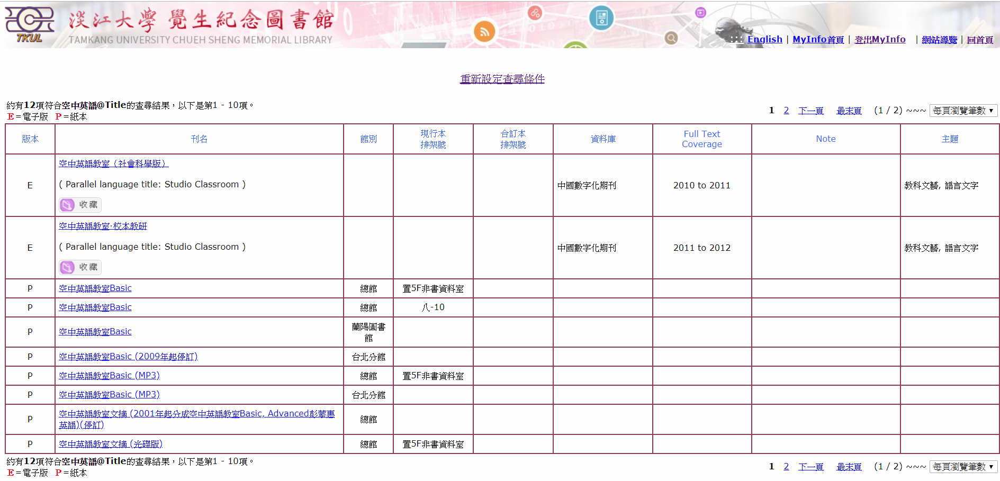 淡江大學 覺生紀念圖書館
TKUL
TAMKANG UNIVERSITY CHUEH SHENG MEMORIAL LIBRARY
English | MyInfo首頁 | 登出MyInfo | 網站導覽 | 回首頁
重新設定查尋條件
約有12項符合空中英語@Title的查尋結果，以下是第1 - 10項。
E=電子版 P=紙本
1 2 下一頁 最末頁 (1 / 2) ~~~ 每頁瀏覽筆數
版本 刊名 館別 現行本 合訂本 資料庫 Full Text Note 主題
排架號 排架號 Coverage
空中英語教室（社會科學版）
E ( Parallel language title: Studio Classroom ) 中國數字化期刊 2010 to 2011 教科文藝, 語言文字
收藏
空中英語教室·校本教研
E ( Parallel language title: Studio Classroom ) 中國數字化期刊 2011 to 2012 教科文藝, 語言文字
收藏
P 空中英語教室Basic 總館 置5F非書資料室
P 空中英語教室Basic 總館 八-10
P 空中英語教室Basic 蘭陽圖書
館
P 空中英語教室Basic (2009年起停訂) 台北分館
P 空中英語教室Basic (MP3) 總館 置5F非書資料室
P 空中英語教室Basic (MP3) 台北分館
P 空中英語教室文摘 (2001年起分成空中英語教室Basic, Advanced彭蒙惠 總館
英語)(停訂)
P 空中英語教室文摘 (光碟版) 總館 置5F非書資料室
約有12項符合空中英語@Title的查尋結果，以下是第1 - 10項。
E=電子版 P=紙本
1 2 下一頁 最末頁 (1 / 2) ~~~ 每頁瀏覽筆數